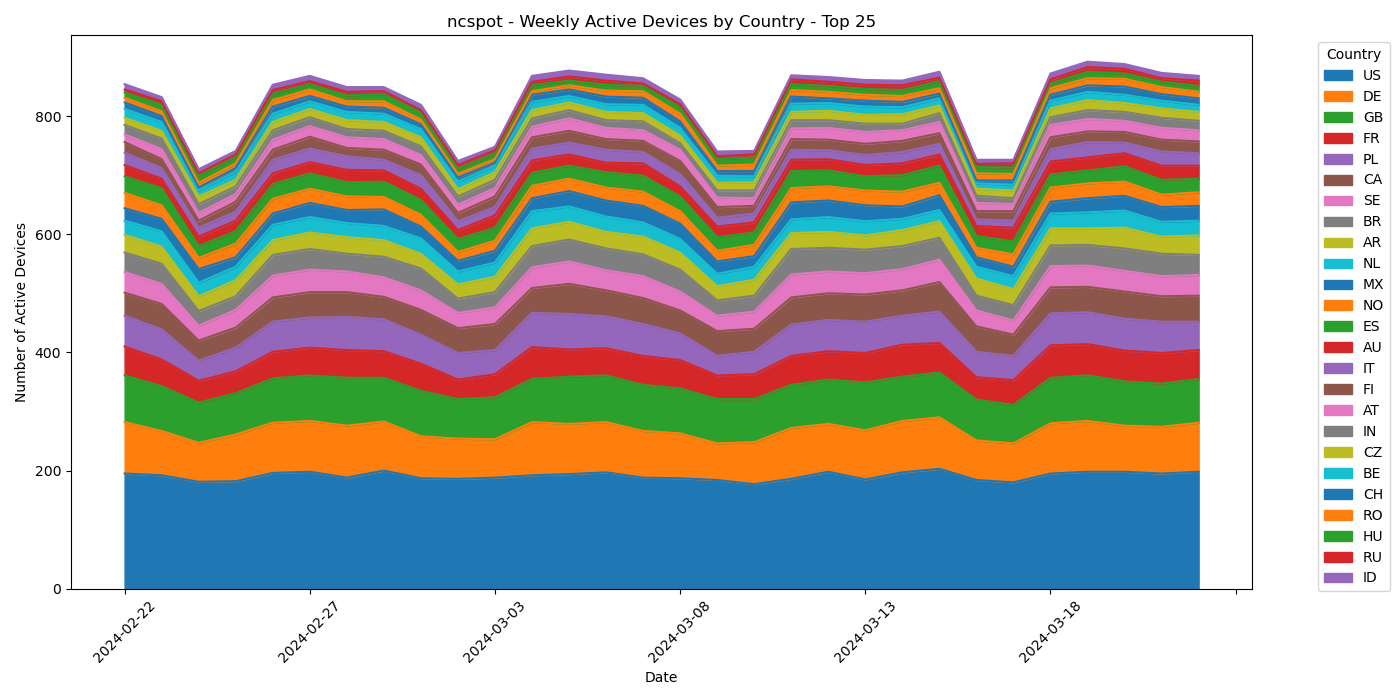 ncspot - Weekly Active Devices by Country - Top 25
Number of Active Devices
800
600
400
200
0
2024-02-22
2024-02-27
2024-03-03
2024-03-08
2024-03-13
2024-03-18
Date
Country
US
DE
GB
FR
PL
CA
SE
BR
AR
NL
MX
NO
ES
AU
IT
FI
AT
IN
CZ
BE
CH
RO
HU
RU
ID